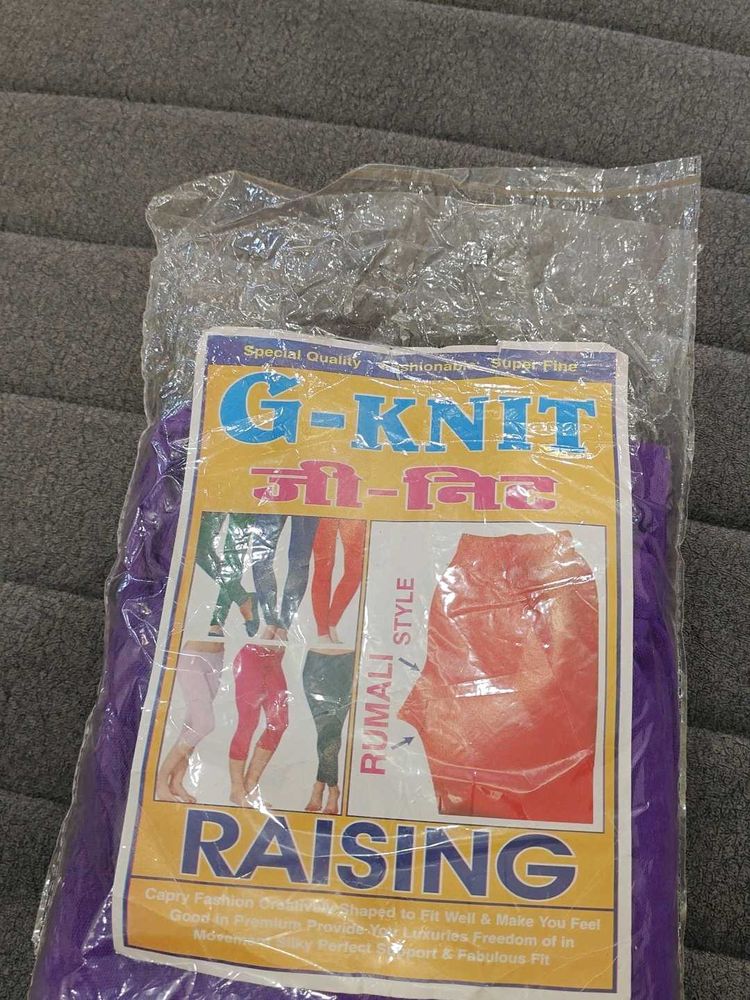 Special Quality Fashionable Super Fine
G-KNIT
जी-निट
RUMALI STYLE
RAISING
Capry Fashion Creatively Shaped to Fit Well & Make You Feel
Good in Premium Provide You Luxuries Freedom of in
Movement Silky Perfect Support & Fabulous Fit